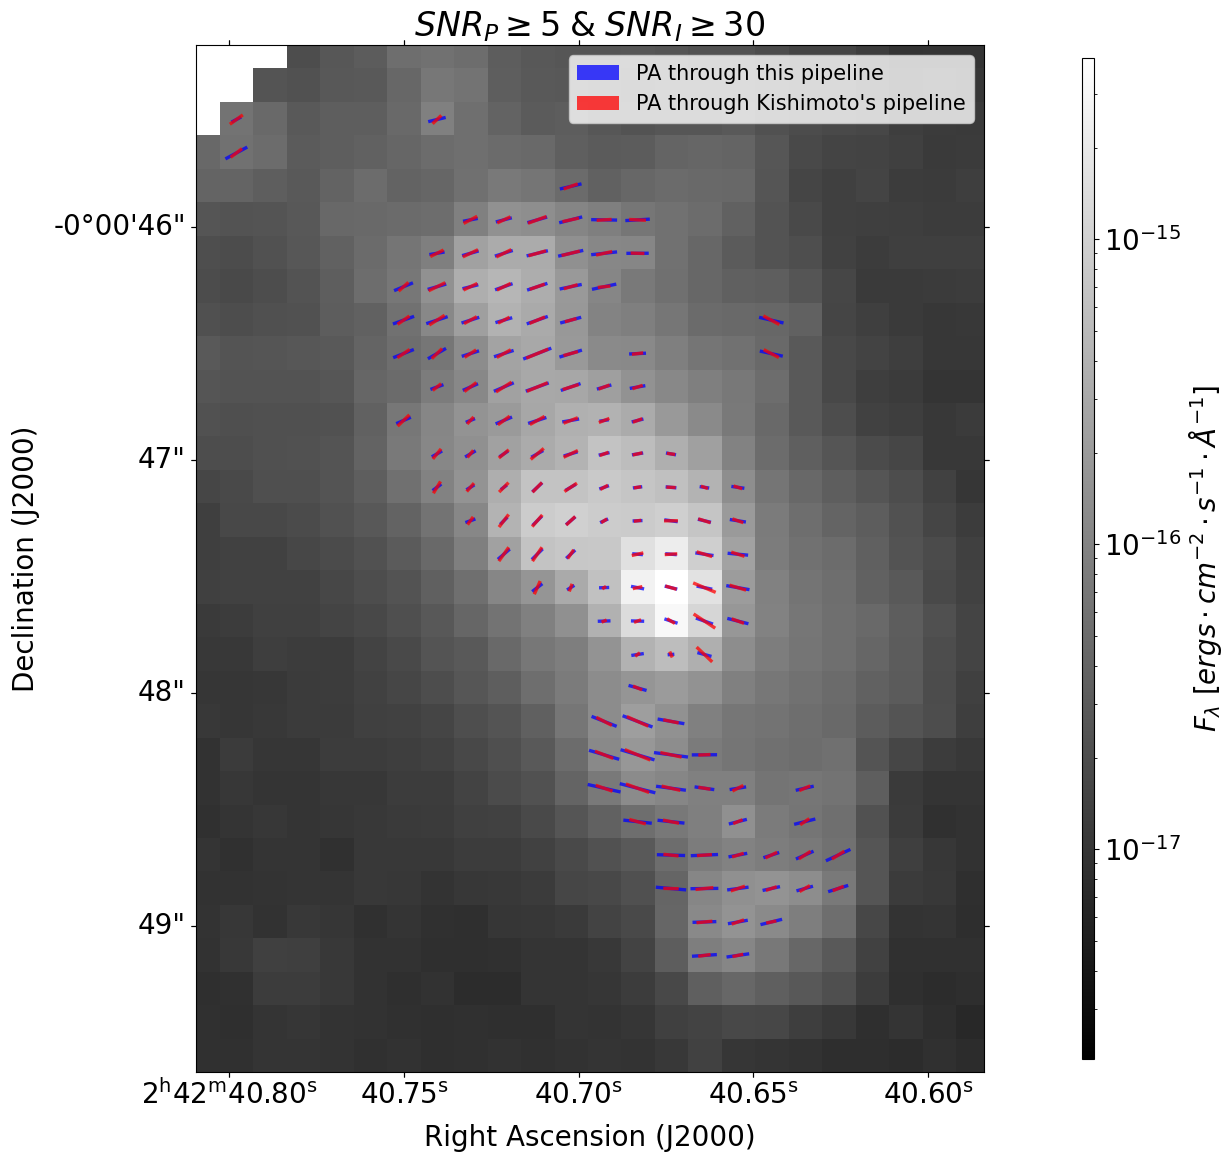 SNR_P ≥ 5 & SNR_I ≥ 30
PA through this pipeline
PA through Kishimoto's pipeline
-0°00'46"
47"
48"
49"
Declination (J2000)
2ʰ42ᵐ40.80ˢ
40.75ˢ
40.70ˢ
40.65ˢ
40.60ˢ
Right Ascension (J2000)
10⁻¹⁵
10⁻¹⁶
10⁻¹⁷
F_λ [ergs · cm⁻² · s⁻¹ · Å⁻¹]